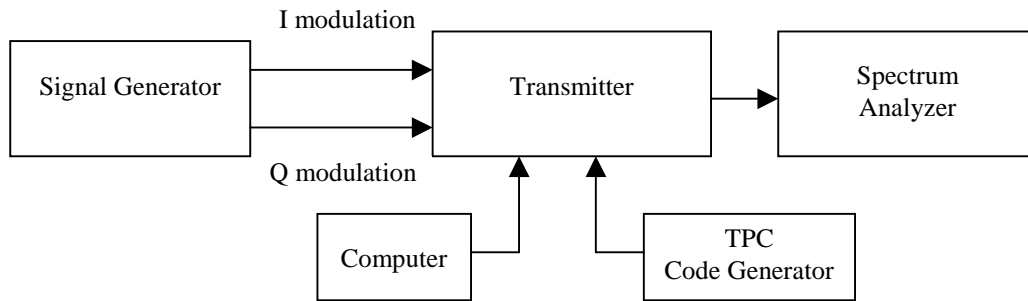 I modulation
Signal Generator
Transmitter
Spectrum
Analyzer
Q modulation
Computer
TPC
Code Generator